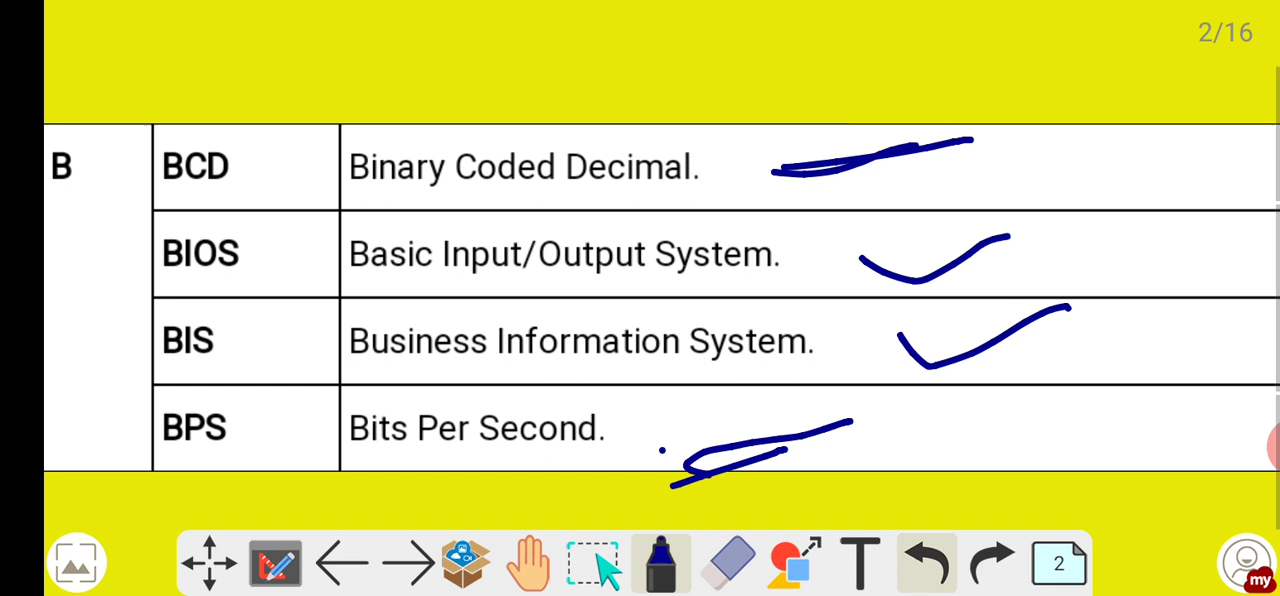 2/16
B BCD Binary Coded Decimal.
BIOS Basic Input/Output System.
BIS Business Information System.
BPS Bits Per Second.
T 2
my